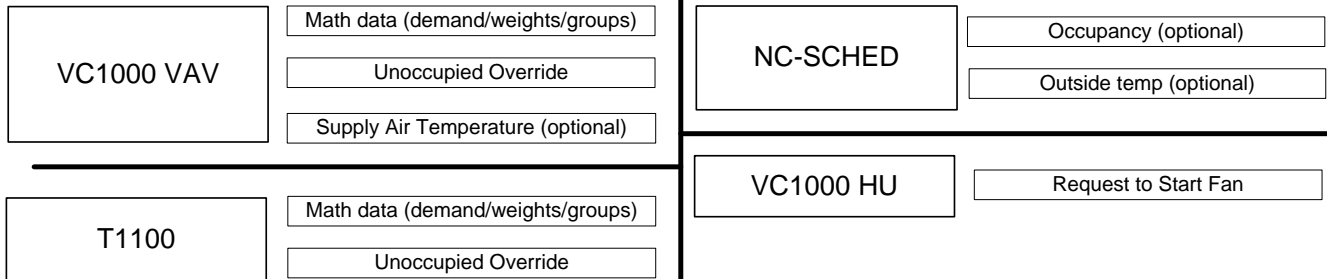 VC1000 VAV
Math data (demand/weights/groups)
Unoccupied Override
Supply Air Temperature (optional)
T1100
Math data (demand/weights/groups)
Unoccupied Override
NC-SCHED
Occupancy (optional)
Outside temp (optional)
VC1000 HU
Request to Start Fan